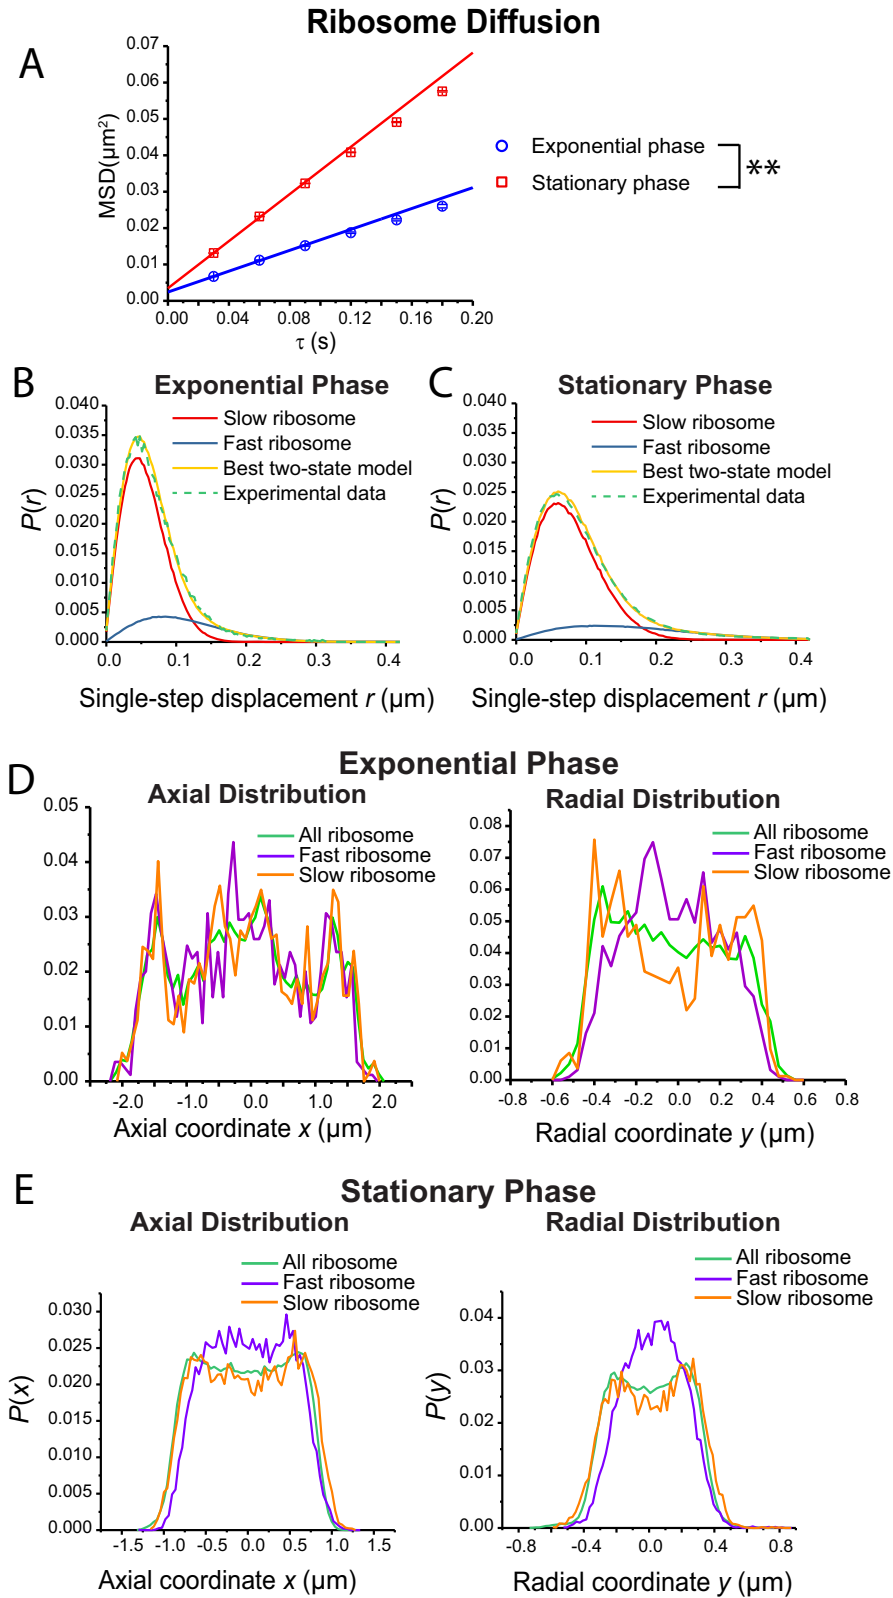 Ribosome Diffusion
A
0.07
0.06
0.05
0.04
0.03
0.02
0.01
0.00
MSD(μm²)
0.00 0.04 0.08 0.12 0.16 0.20
τ (s)
Exponential phase
Stationary phase
**
B
Exponential Phase
0.040
0.035
0.030
0.025
0.020
0.015
0.010
0.005
0.000
P(r)
Slow ribosome
Fast ribosome
Best two-state model
Experimental data
0.0 0.1 0.2 0.3 0.4
Single-step displacement r (μm)
C
Stationary Phase
0.040
0.035
0.030
0.025
0.020
0.015
0.010
0.005
0.000
P(r)
Slow ribosome
Fast ribosome
Best two-state model
Experimental data
0.0 0.1 0.2 0.3 0.4
Single-step displacement r (μm)
D
Exponential Phase
Axial Distribution
0.05
0.04
0.03
0.02
0.01
0.00
All ribosome
Fast ribosome
Slow ribosome
-2.0 -1.0 0.0 1.0 2.0
Axial coordinate x (μm)
Radial Distribution
0.08
0.07
0.06
0.05
0.04
0.03
0.02
0.01
0.00
All ribosome
Fast ribosome
Slow ribosome
-0.8 -0.6 -0.4 -0.2 0.0 0.2 0.4 0.6 0.8
Radial coordinate y (μm)
E
Stationary Phase
Axial Distribution
All ribosome
Fast ribosome
Slow ribosome
0.030
0.025
0.020
0.015
0.010
0.005
0.000
P(x)
-1.5 -1.0 -0.5 0.0 0.5 1.0 1.5
Axial coordinate x (μm)
Radial Distribution
All ribosome
Fast ribosome
Slow ribosome
0.04
0.03
0.02
0.01
0.00
P(y)
-0.8 -0.4 0.0 0.4 0.8
Radial coordinate y (μm)